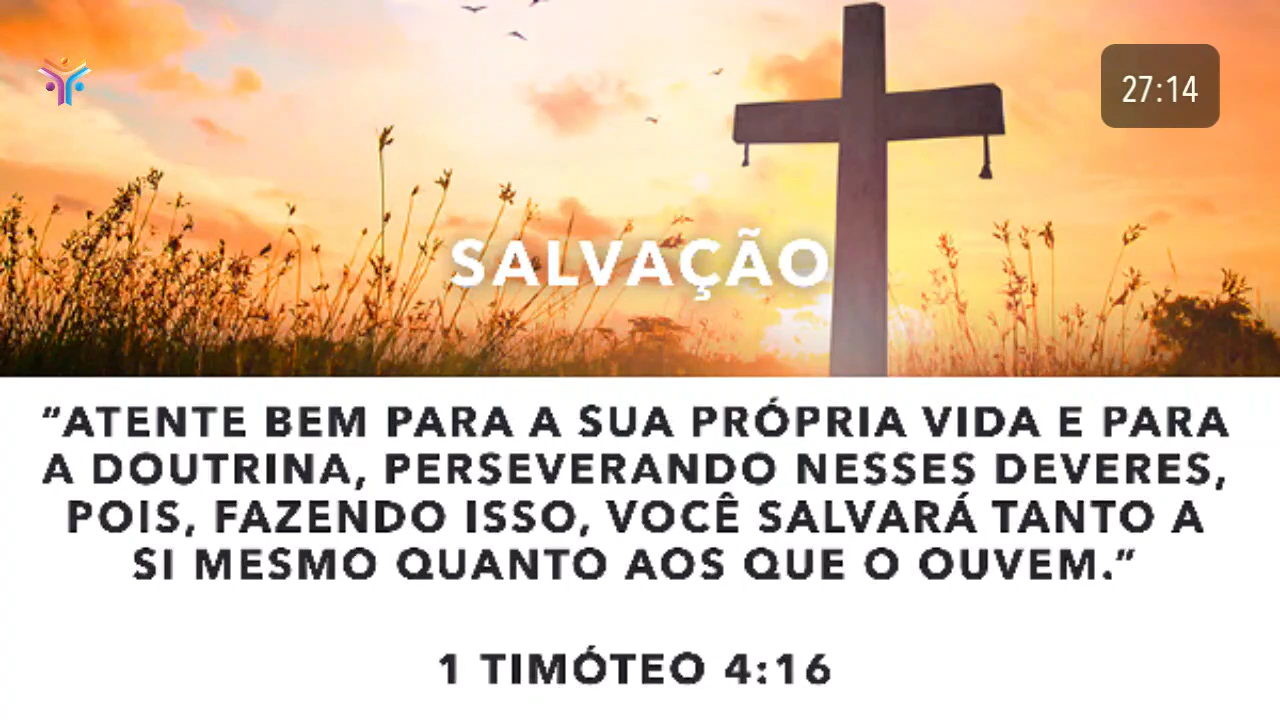 27:14
SALVAÇÃO
“ATENTE BEM PARA A SUA PRÓPRIA VIDA E PARA
A DOUTRINA, PERSEVERANDO NESSES DEVERES,
POIS, FAZENDO ISSO, VOCÊ SALVARÁ TANTO A
SI MESMO QUANTO AOS QUE O OUVEM.”
1 TIMÓTEO 4:16